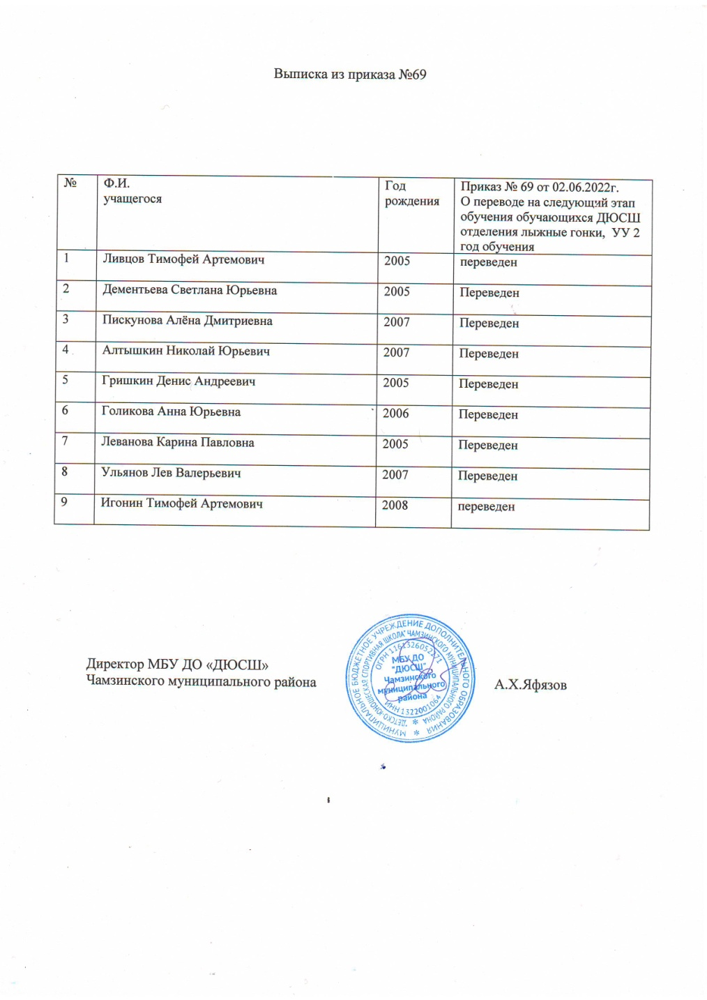 Выписка из приказа №69
№
Ф.И.
учащегося
Год
рождения
Приказ № 69 от 02.06.2022г.
О переводе на следующий этап
обучения обучающихся ДЮСШ
отделения лыжные гонки, УУ 2
год обучения
1 Ливцов Тимофей Артемович 2005 переведен
2 Дементьева Светлана Юрьевна 2005 Переведен
3 Пискунова Алёна Дмитриевна 2007 Переведен
4 Алтышкин Николай Юрьевич 2007 Переведен
5 Гришкин Денис Андреевич 2005 Переведен
6 Голикова Анна Юрьевна 2006 Переведен
7 Леванова Карина Павловна 2005 Переведен
8 Ульянов Лев Валерьевич 2007 Переведен
9 Игонин Тимофей Артемович 2008 переведен
Директор МБУ ДО «ДЮСШ»
Чамзинского муниципального района
А.Х.Яфязов
МУНИЦИПАЛЬНОЕ БЮДЖЕТНОЕ УЧРЕЖДЕНИЕ ДОПОЛНИТЕЛЬНОГО ОБРАЗОВАНИЯ
"ДЕТСКО-ЮНОШЕСКАЯ СПОРТИВНАЯ ШКОЛА" ЧАМЗИНСКОГО МУНИЦИПАЛЬНОГО РАЙОНА
ОГРН 1161326052271
МБУ ДО
"ДЮСШ"
Чамзинского
муниципального
района
ИНН 1322001064